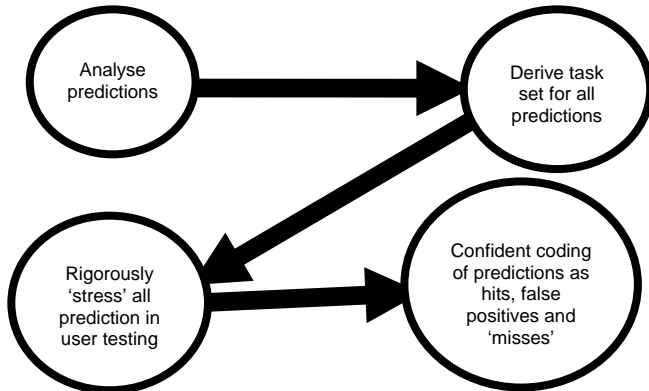 Analyse
predictions
Derive task
set for all
predictions
Rigorously
‘stress’ all
prediction in
user testing
Confident coding
of predictions as
hits, false
positives and
‘misses’